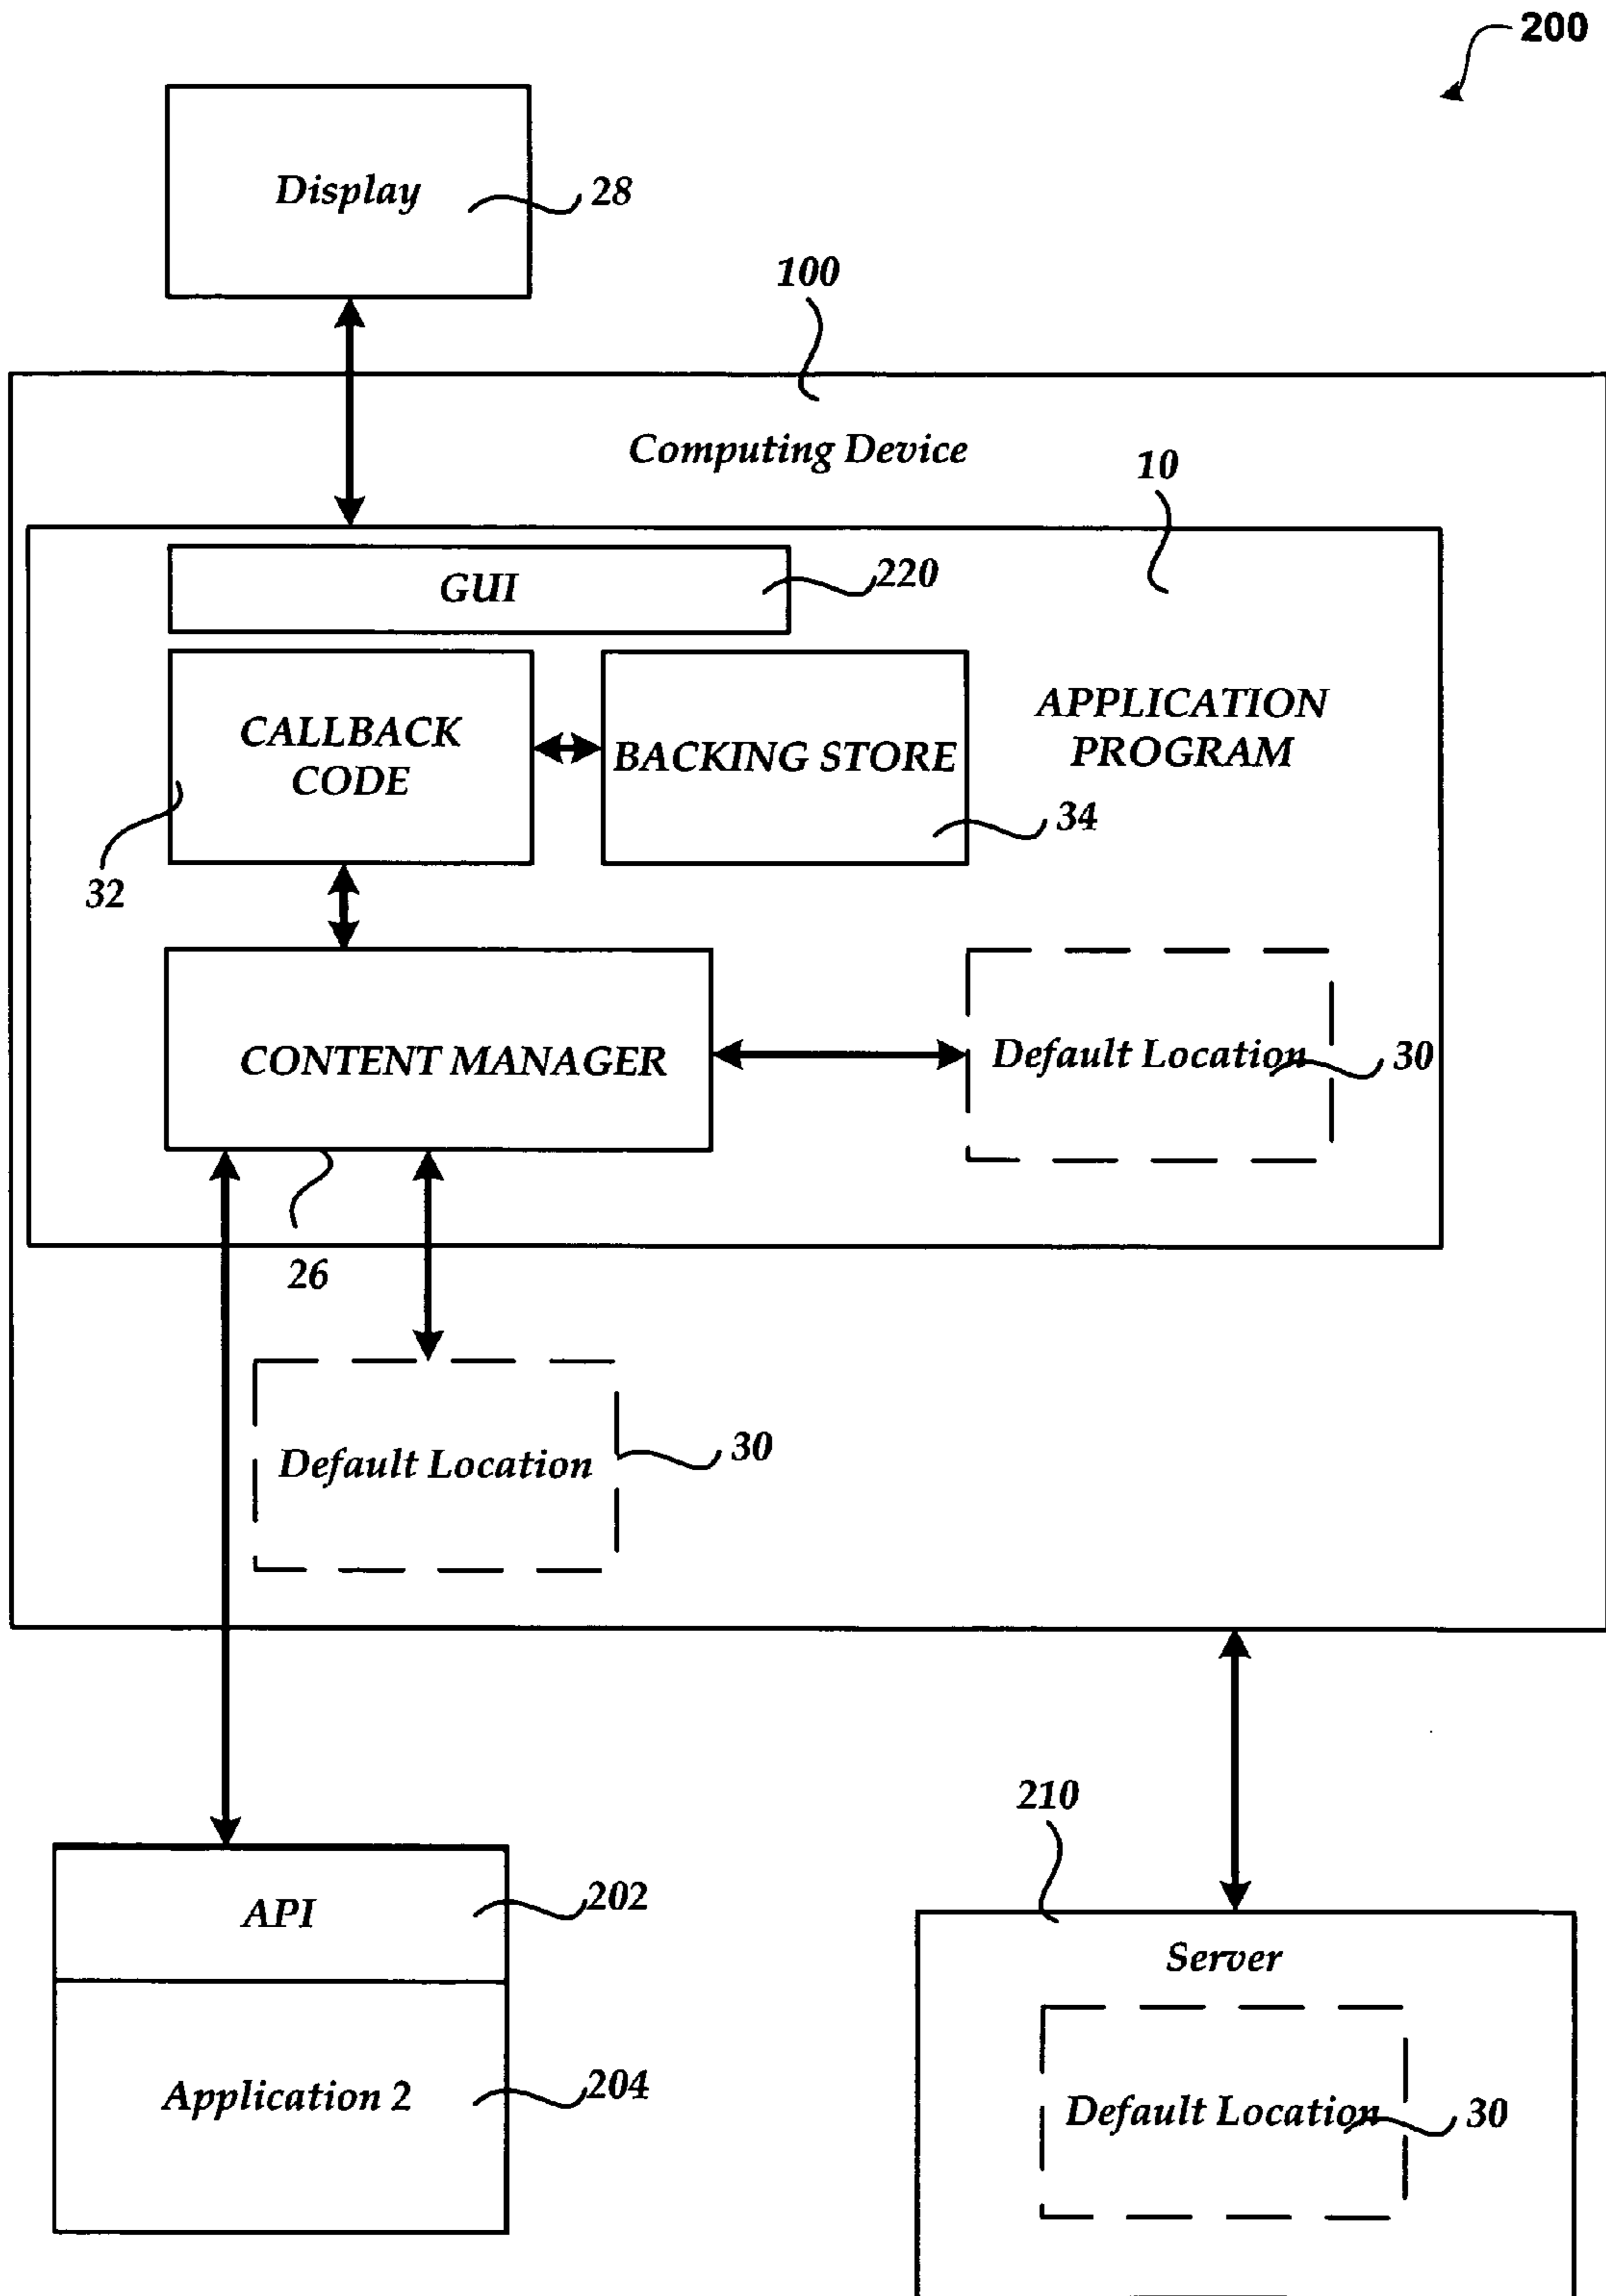 200
Display
28
100
Computing Device
10
GUI
220
CALLBACK
CODE
BACKING STORE
APPLICATION
PROGRAM
34
32
CONTENT MANAGER
Default Location
30
26
Default Location
30
210
API
202
Server
Application 2
204
Default Location
30